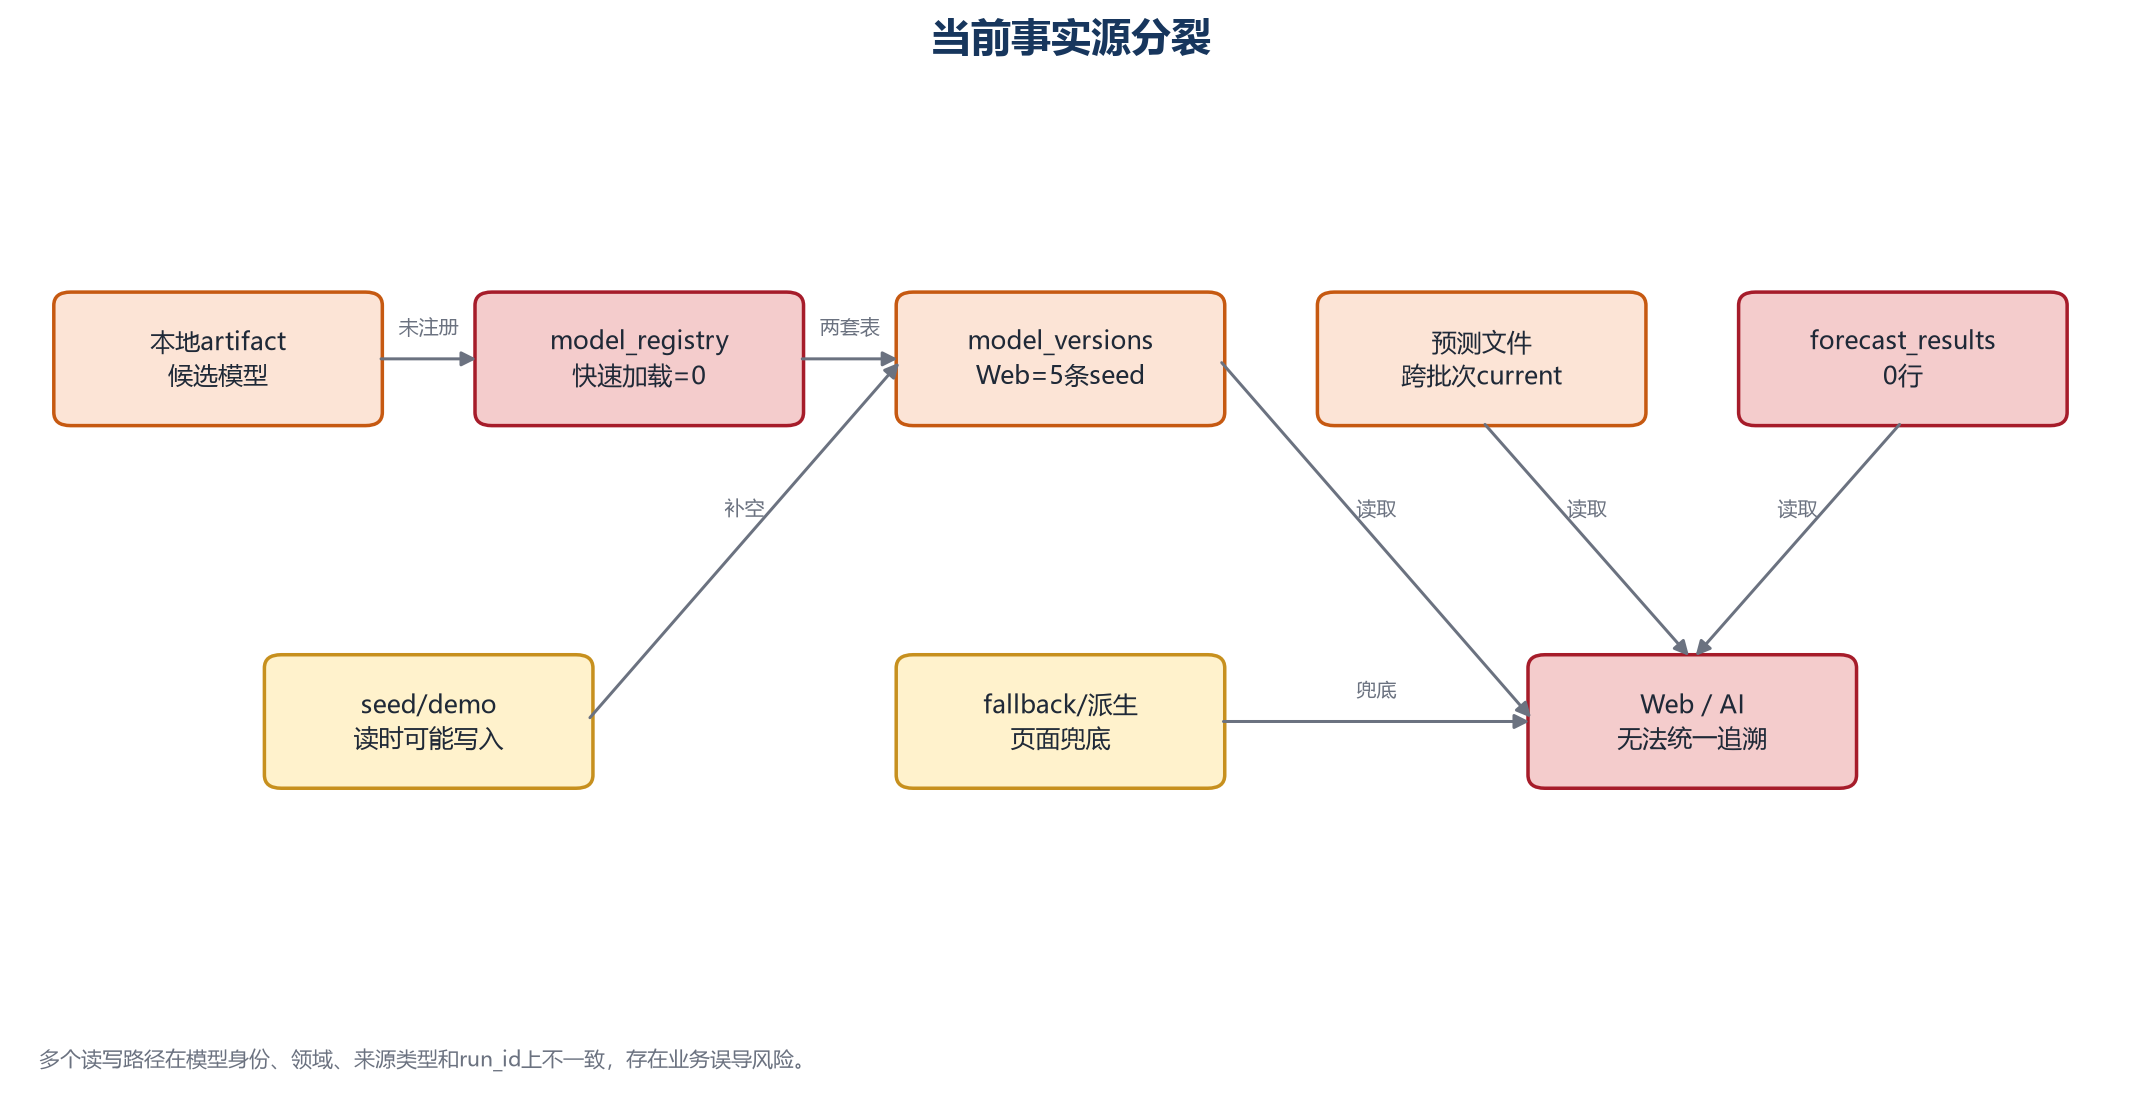 当前事实源分裂
本地artifact
候选模型
未注册
model_registry
快速加载=0
两套表
model_versions
Web=5条seed
预测文件
跨批次current
forecast_results
0行
补空
读取
读取
读取
seed/demo
读时可能写入
fallback/派生
页面兜底
兜底
Web / AI
无法统一追溯
多个读写路径在模型身份、领域、来源类型和run_id上不一致，存在业务误导风险。